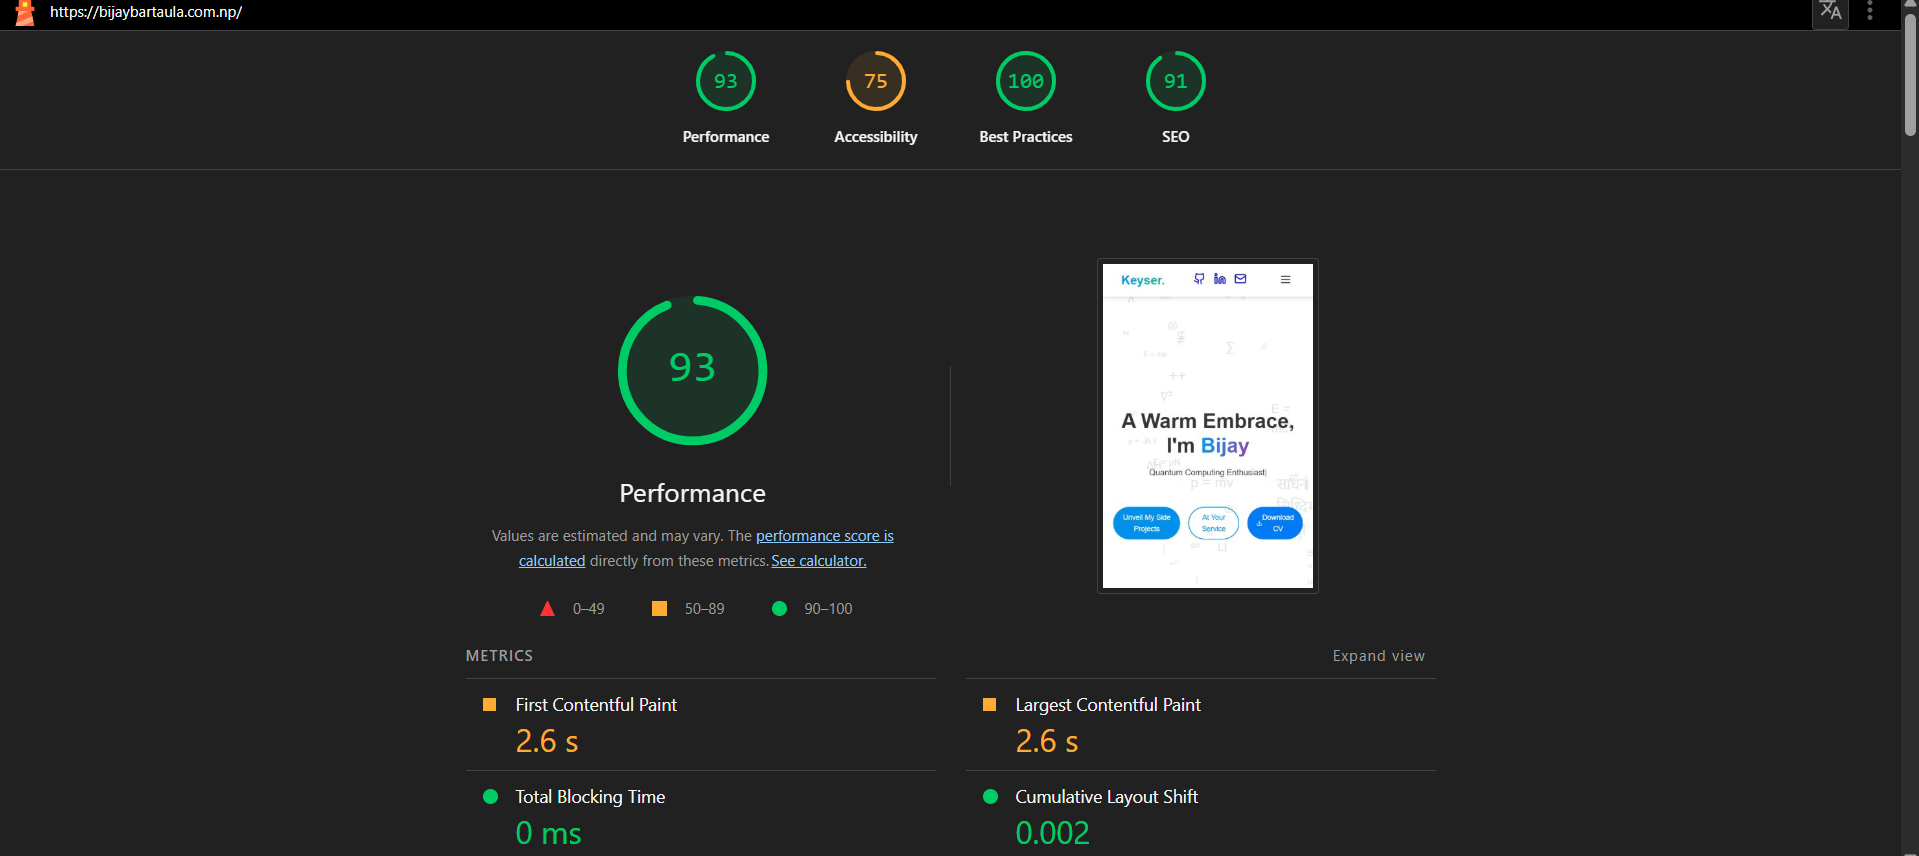 https://bijaybartaula.com.np/
93
75
100
91
Performance
Accessibility
Best Practices
SEO
93
Performance
Values are estimated and may vary. The performance score is
calculated directly from these metrics. See calculator.
0–49
50–89
90–100
Keyser.
A Warm Embrace,
I'm Bijay
Quantum Computing Enthusiast|
p = mv
Unveil My Side
Projects
At Your
Service
Download
CV
METRICS
Expand view
First Contentful Paint
2.6 s
Largest Contentful Paint
2.6 s
Total Blocking Time
0 ms
Cumulative Layout Shift
0.002